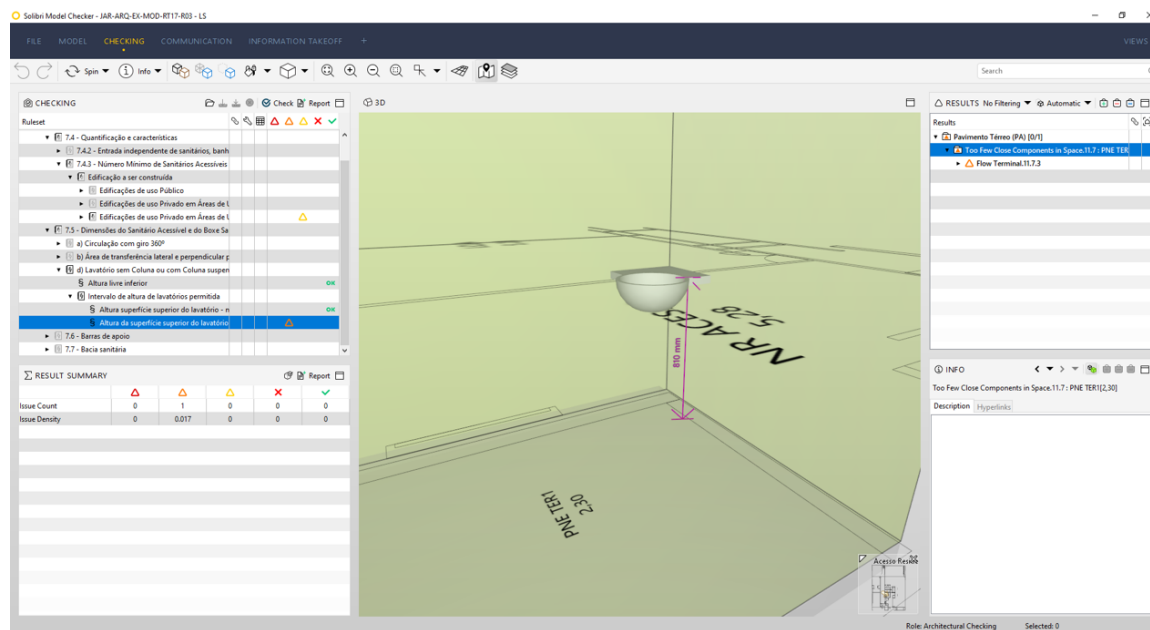 Solibri Model Checker - JAR-ARQ-EX-MOD-RT17-R03 - LS
FILE MODEL CHECKING COMMUNICATION INFORMATION TAKEOFF + VIEWS
Spin Info Search
CHECKING Check Report
Ruleset
7.4 - Quantificação e características
7.4.2 - Entrada independente de sanitários, banh
7.4.3 - Número Mínimo de Sanitários Acessíveis
Edificação a ser construída
Edificações de uso Público
Edificações de uso Privado em Áreas de U
Edificações de uso Privado em Áreas de U
7.5 - Dimensões do Sanitário Acessível e do Boxe Sa
a) Circulação com giro 360º
b) Área de transferência lateral e perpendicular p
d) Lavatório sem Coluna ou com Coluna suspen
§ Altura livre inferior OK
Intervalo de altura de lavatórios permitida
§ Altura superfície superior do lavatório - n OK
§ Altura da superfície superior do lavatório
7.6 - Barras de apoio
7.7 - Bacia sanitária
RESULT SUMMARY Report
Issue Count 0 1 0 0 0
Issue Density 0 0.017 0 0 0
3D
NR ACES
5,28
810 mm
PNE TER1
2,30
Acesso Reside
RESULTS No Filtering Automatic
Results
Pavimento Térreo (PA) [0/1]
Too Few Close Components in Space.11.7 : PNE TER
Flow Terminal.11.7.3
INFO
Too Few Close Components in Space.11.7 : PNE TER1[2,30]
Description Hyperlinks
Role: Architectural Checking Selected: 0